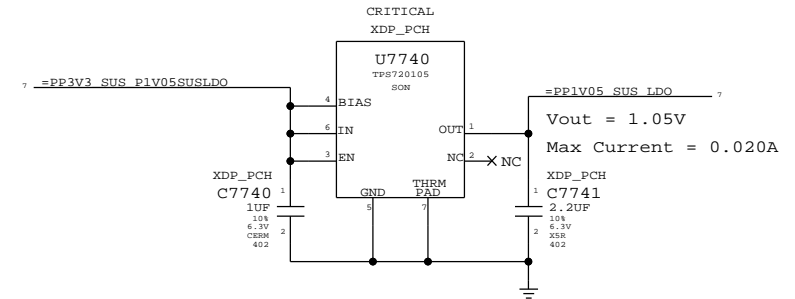 CRITICAL
XDP_PCH
U7740
TPS720105
SON
7 =PP3V3_SUS_P1V05SUSLDO
=PP1V05_SUS_LDO 7
4 BIAS
Vout = 1.05V
6 IN
OUT 1
Max Current = 0.020A
3 EN
NC 2 NC
XDP_PCH
C7740 1
1UF
10%
6.3V
CERM
402
2
GND
5
THRM
PAD
7
XDP_PCH
1 C7741
2.2UF
10%
6.3V
X5R
402
2